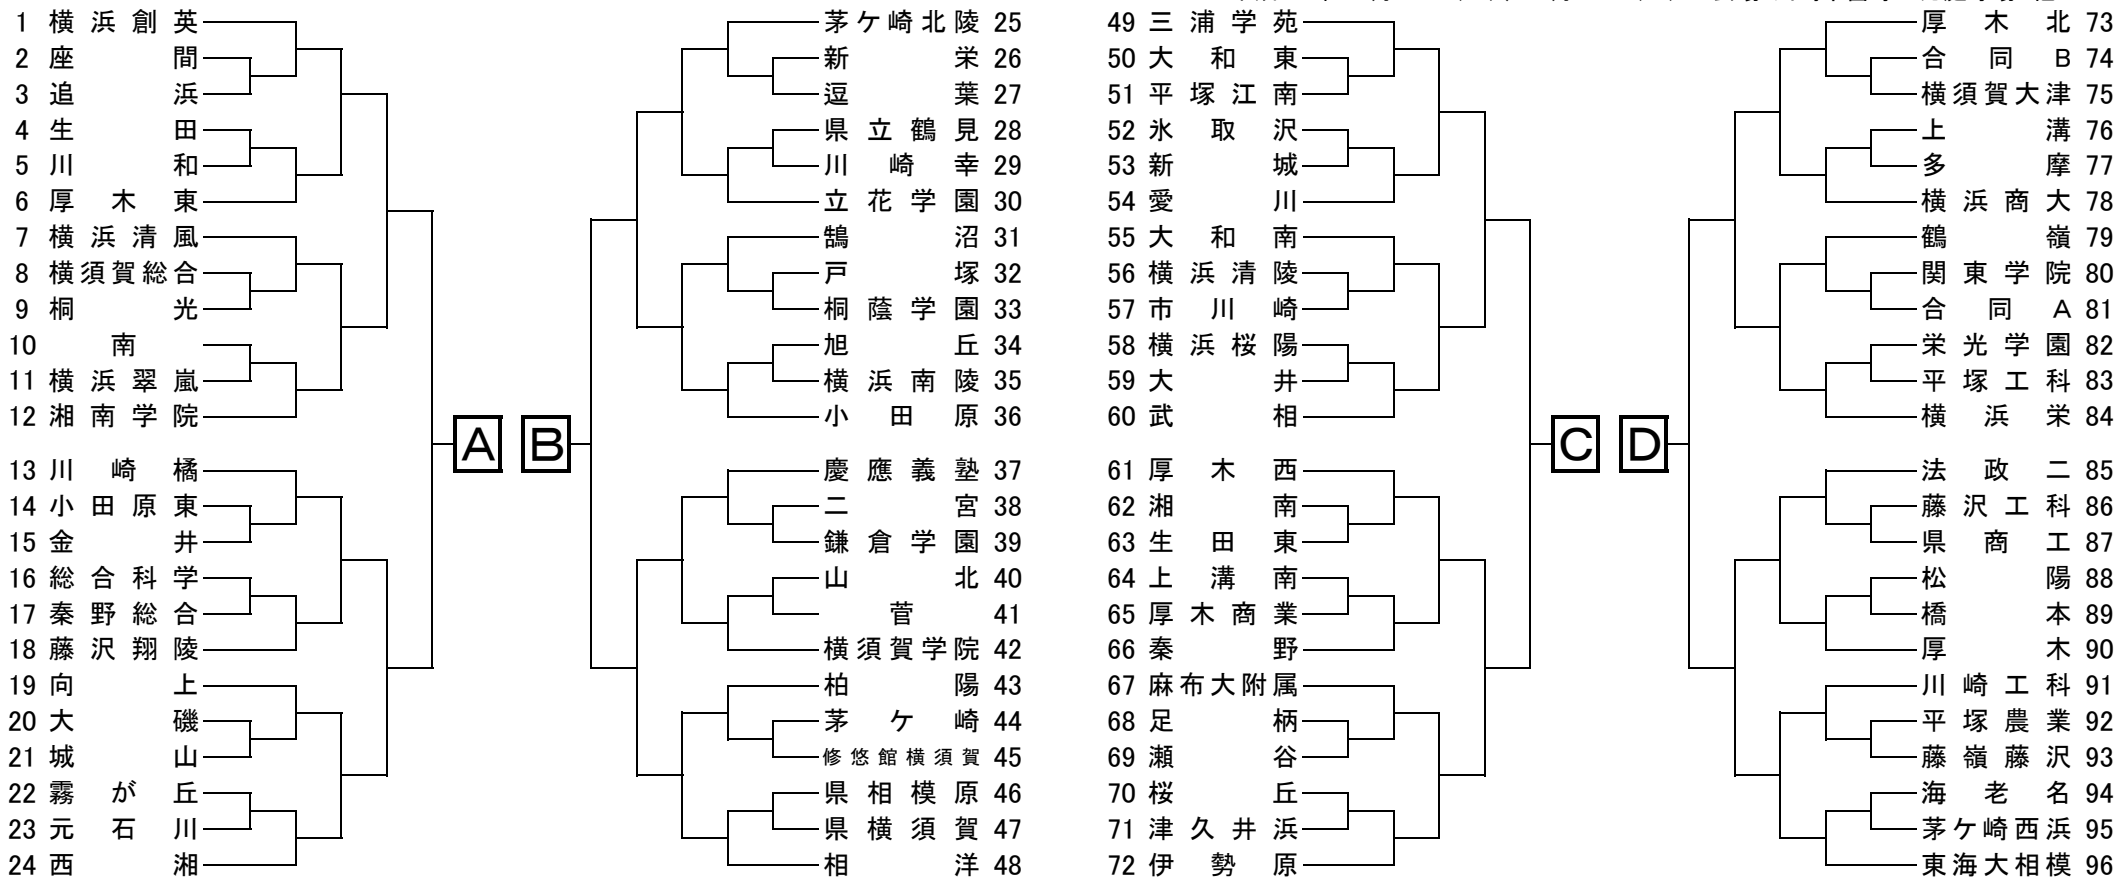 1 横浜創英
2 座間
3 追浜
4 生田
5 川和
6 厚木東
7 横浜清風
8 横須賀総合
9 桐光
10 南
11 横浜翠嵐
12 湘南学院
13 川崎橘
14 小田原東
15 金井
16 総合科学
17 秦野総合
18 藤沢翔陵
19 向上
20 大磯
21 城山
22 霧が丘
23 元石川
24 西湘
A
B
茅ケ崎北陵 25
新栄 26
逗葉 27
県立鶴見 28
川崎幸 29
立花学園 30
鵠沼 31
戸塚 32
桐蔭学園 33
旭丘 34
横浜南陵 35
小田原 36
慶應義塾 37
二宮 38
鎌倉学園 39
山北 40
菅 41
横須賀学院 42
柏陽 43
茅ケ崎 44
修悠館横須賀 45
県相模原 46
県横須賀 47
相洋 48
49 三浦学苑
50 大和東
51 平塚江南
52 氷取沢
53 新城
54 愛川
55 大和南
56 横浜清陵
57 市川崎
58 横浜桜陽
59 大井
60 武相
61 厚木西
62 湘南
63 生田東
64 上溝南
65 厚木商業
66 秦野
67 麻布大附属
68 足柄
69 瀬谷
70 桜丘
71 津久井浜
72 伊勢原
C
D
厚木北 73
合同B 74
横須賀大津 75
上溝 76
多摩 77
横浜商大 78
鶴嶺 79
関東学院 80
合同A 81
栄光学園 82
平塚工科 83
横浜栄 84
法政二 85
藤沢工科 86
県商工 87
松陽 88
橋本 89
厚木 90
川崎工科 91
平塚農業 92
藤嶺藤沢 93
海老名 94
茅ケ崎西浜 95
東海大相模 96